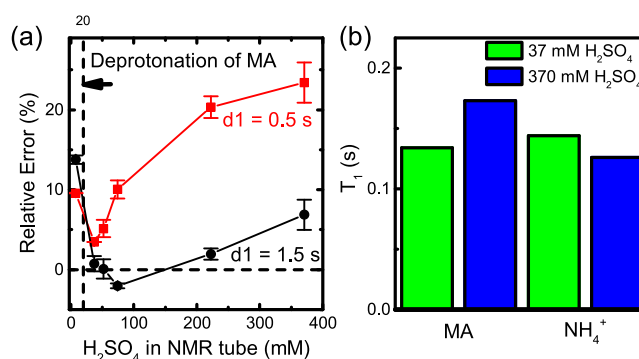 20
(a)
Deprotonation of MA
d1 = 0.5 s
d1 = 1.5 s
Relative Error (%)
20
10
0
0 100 200 300 400
H₂SO₄ in NMR tube (mM)
(b)
37 mM H₂SO₄
370 mM H₂SO₄
T₁ (s)
0.2
0.1
0.0
MA NH₄⁺